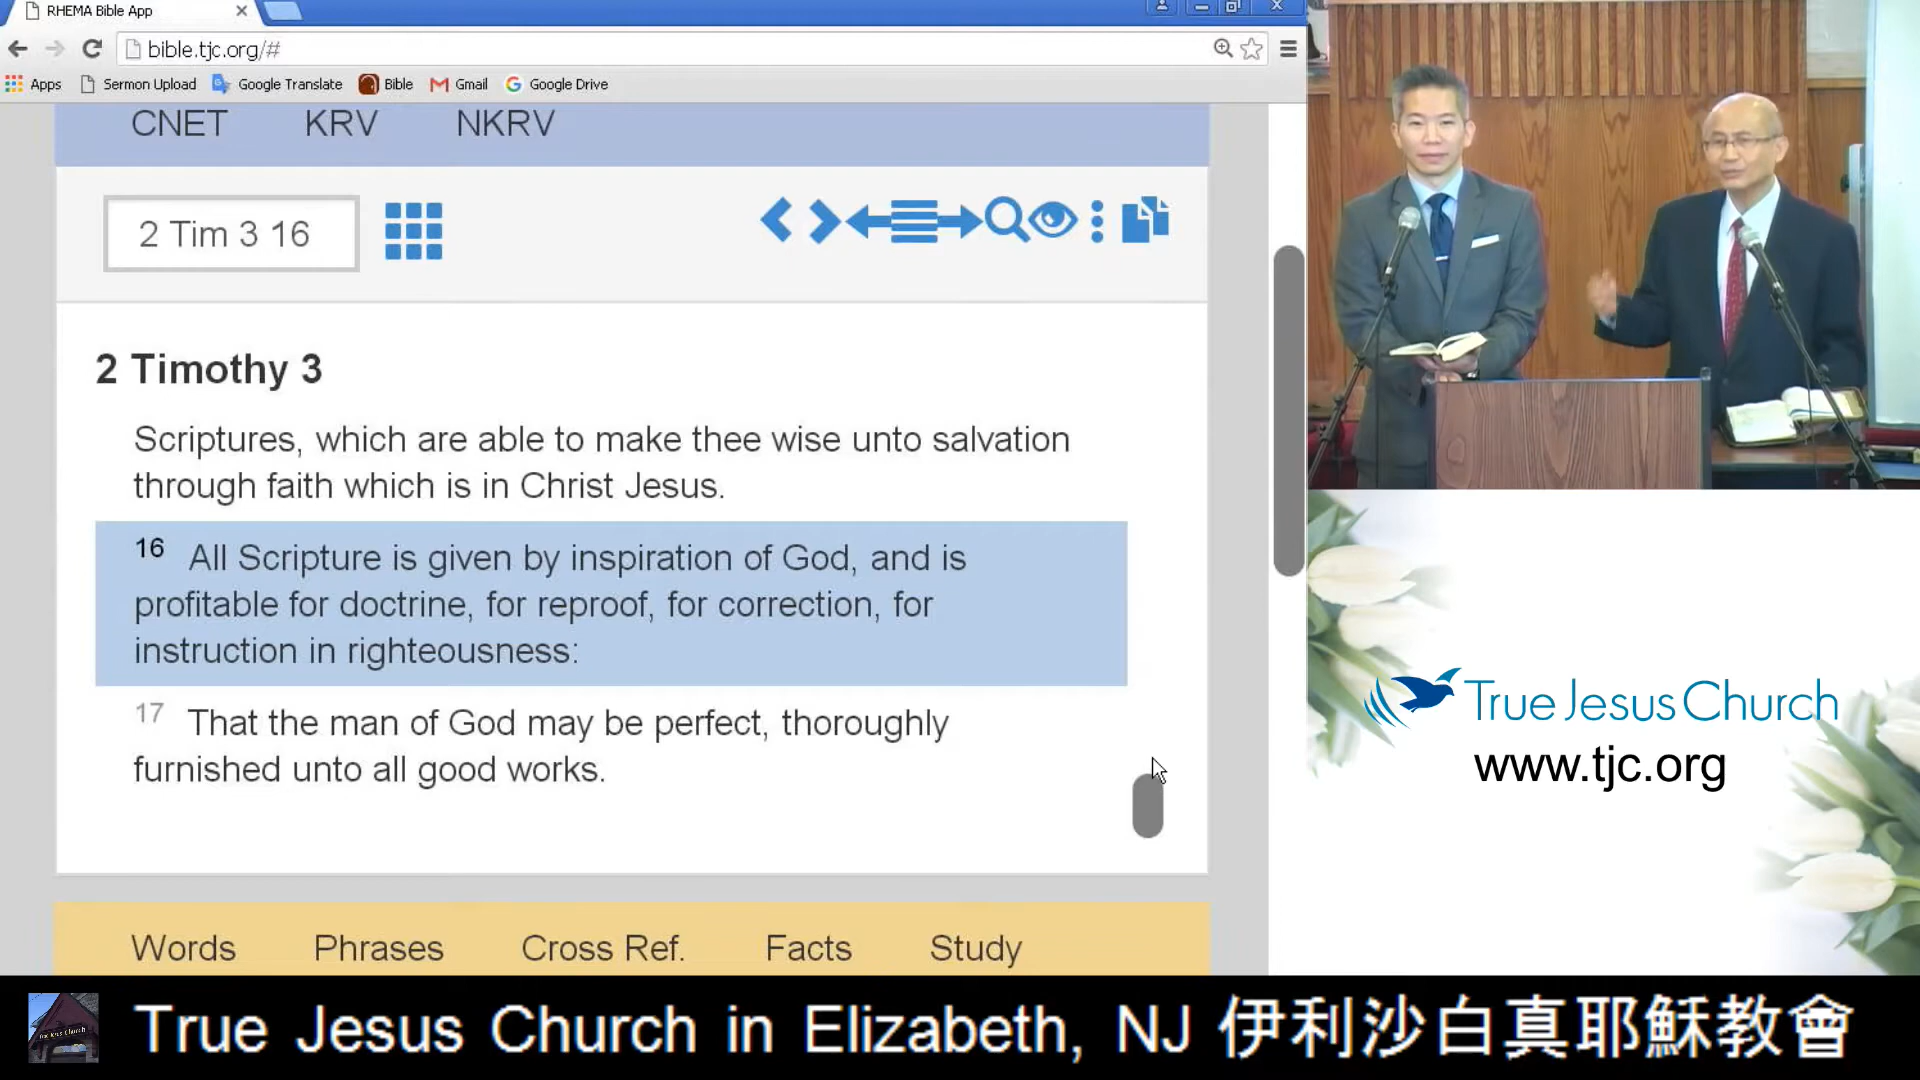 RHEMA Bible App
bible.tjc.org/#
Apps Sermon Upload Google Translate Bible Gmail Google Drive
CNET KRV NKRV
2 Tim 3 16
2 Timothy 3
Scriptures, which are able to make thee wise unto salvation
through faith which is in Christ Jesus.
16 All Scripture is given by inspiration of God, and is
profitable for doctrine, for reproof, for correction, for
instruction in righteousness:
17 That the man of God may be perfect, thoroughly
furnished unto all good works.
Words Phrases Cross Ref. Facts Study
True Jesus Church
www.tjc.org
True Jesus Church
True Jesus Church in Elizabeth, NJ 伊利沙白真耶穌教會